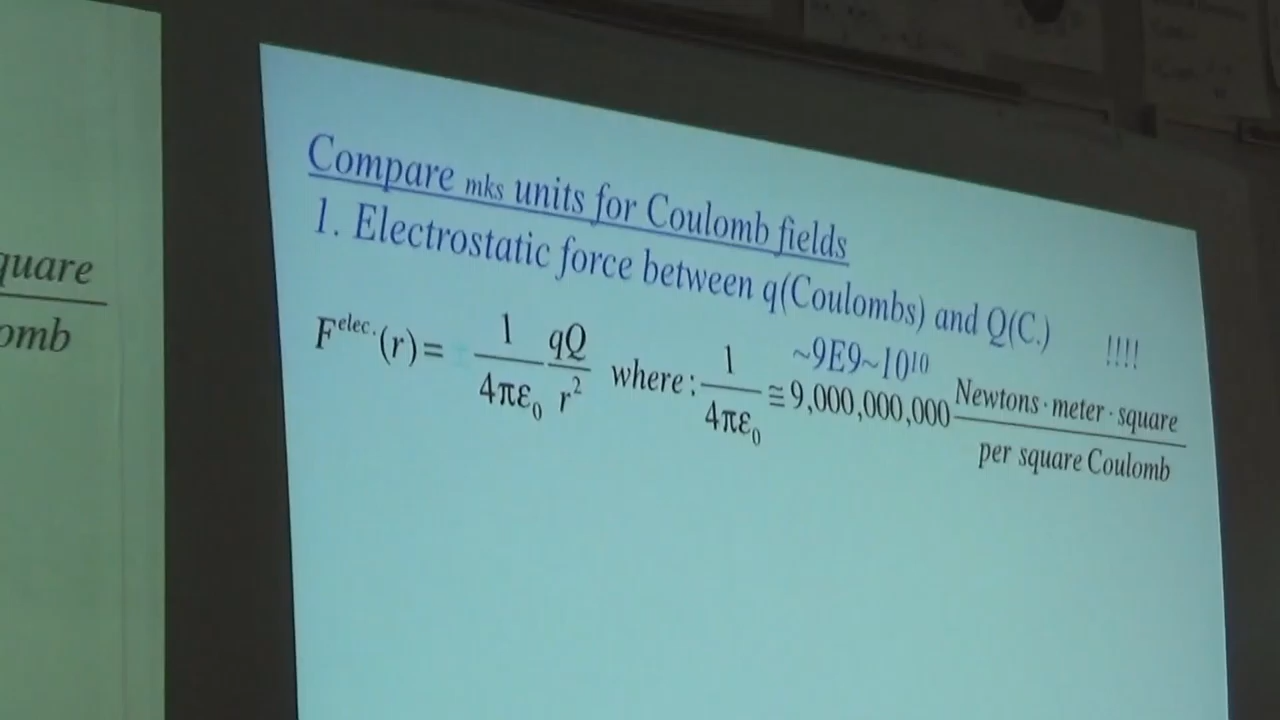 quare
omb
Compare mks units for Coulomb fields
1. Electrostatic force between q(Coulombs) and Q(C.) !!!!
~9E9~10¹⁰
Fᵉˡᵉᶜ·(r)= 1/4πε₀ qQ/r² where: 1/4πε₀ ≅ 9,000,000,000 Newtons·meter·square/per square Coulomb